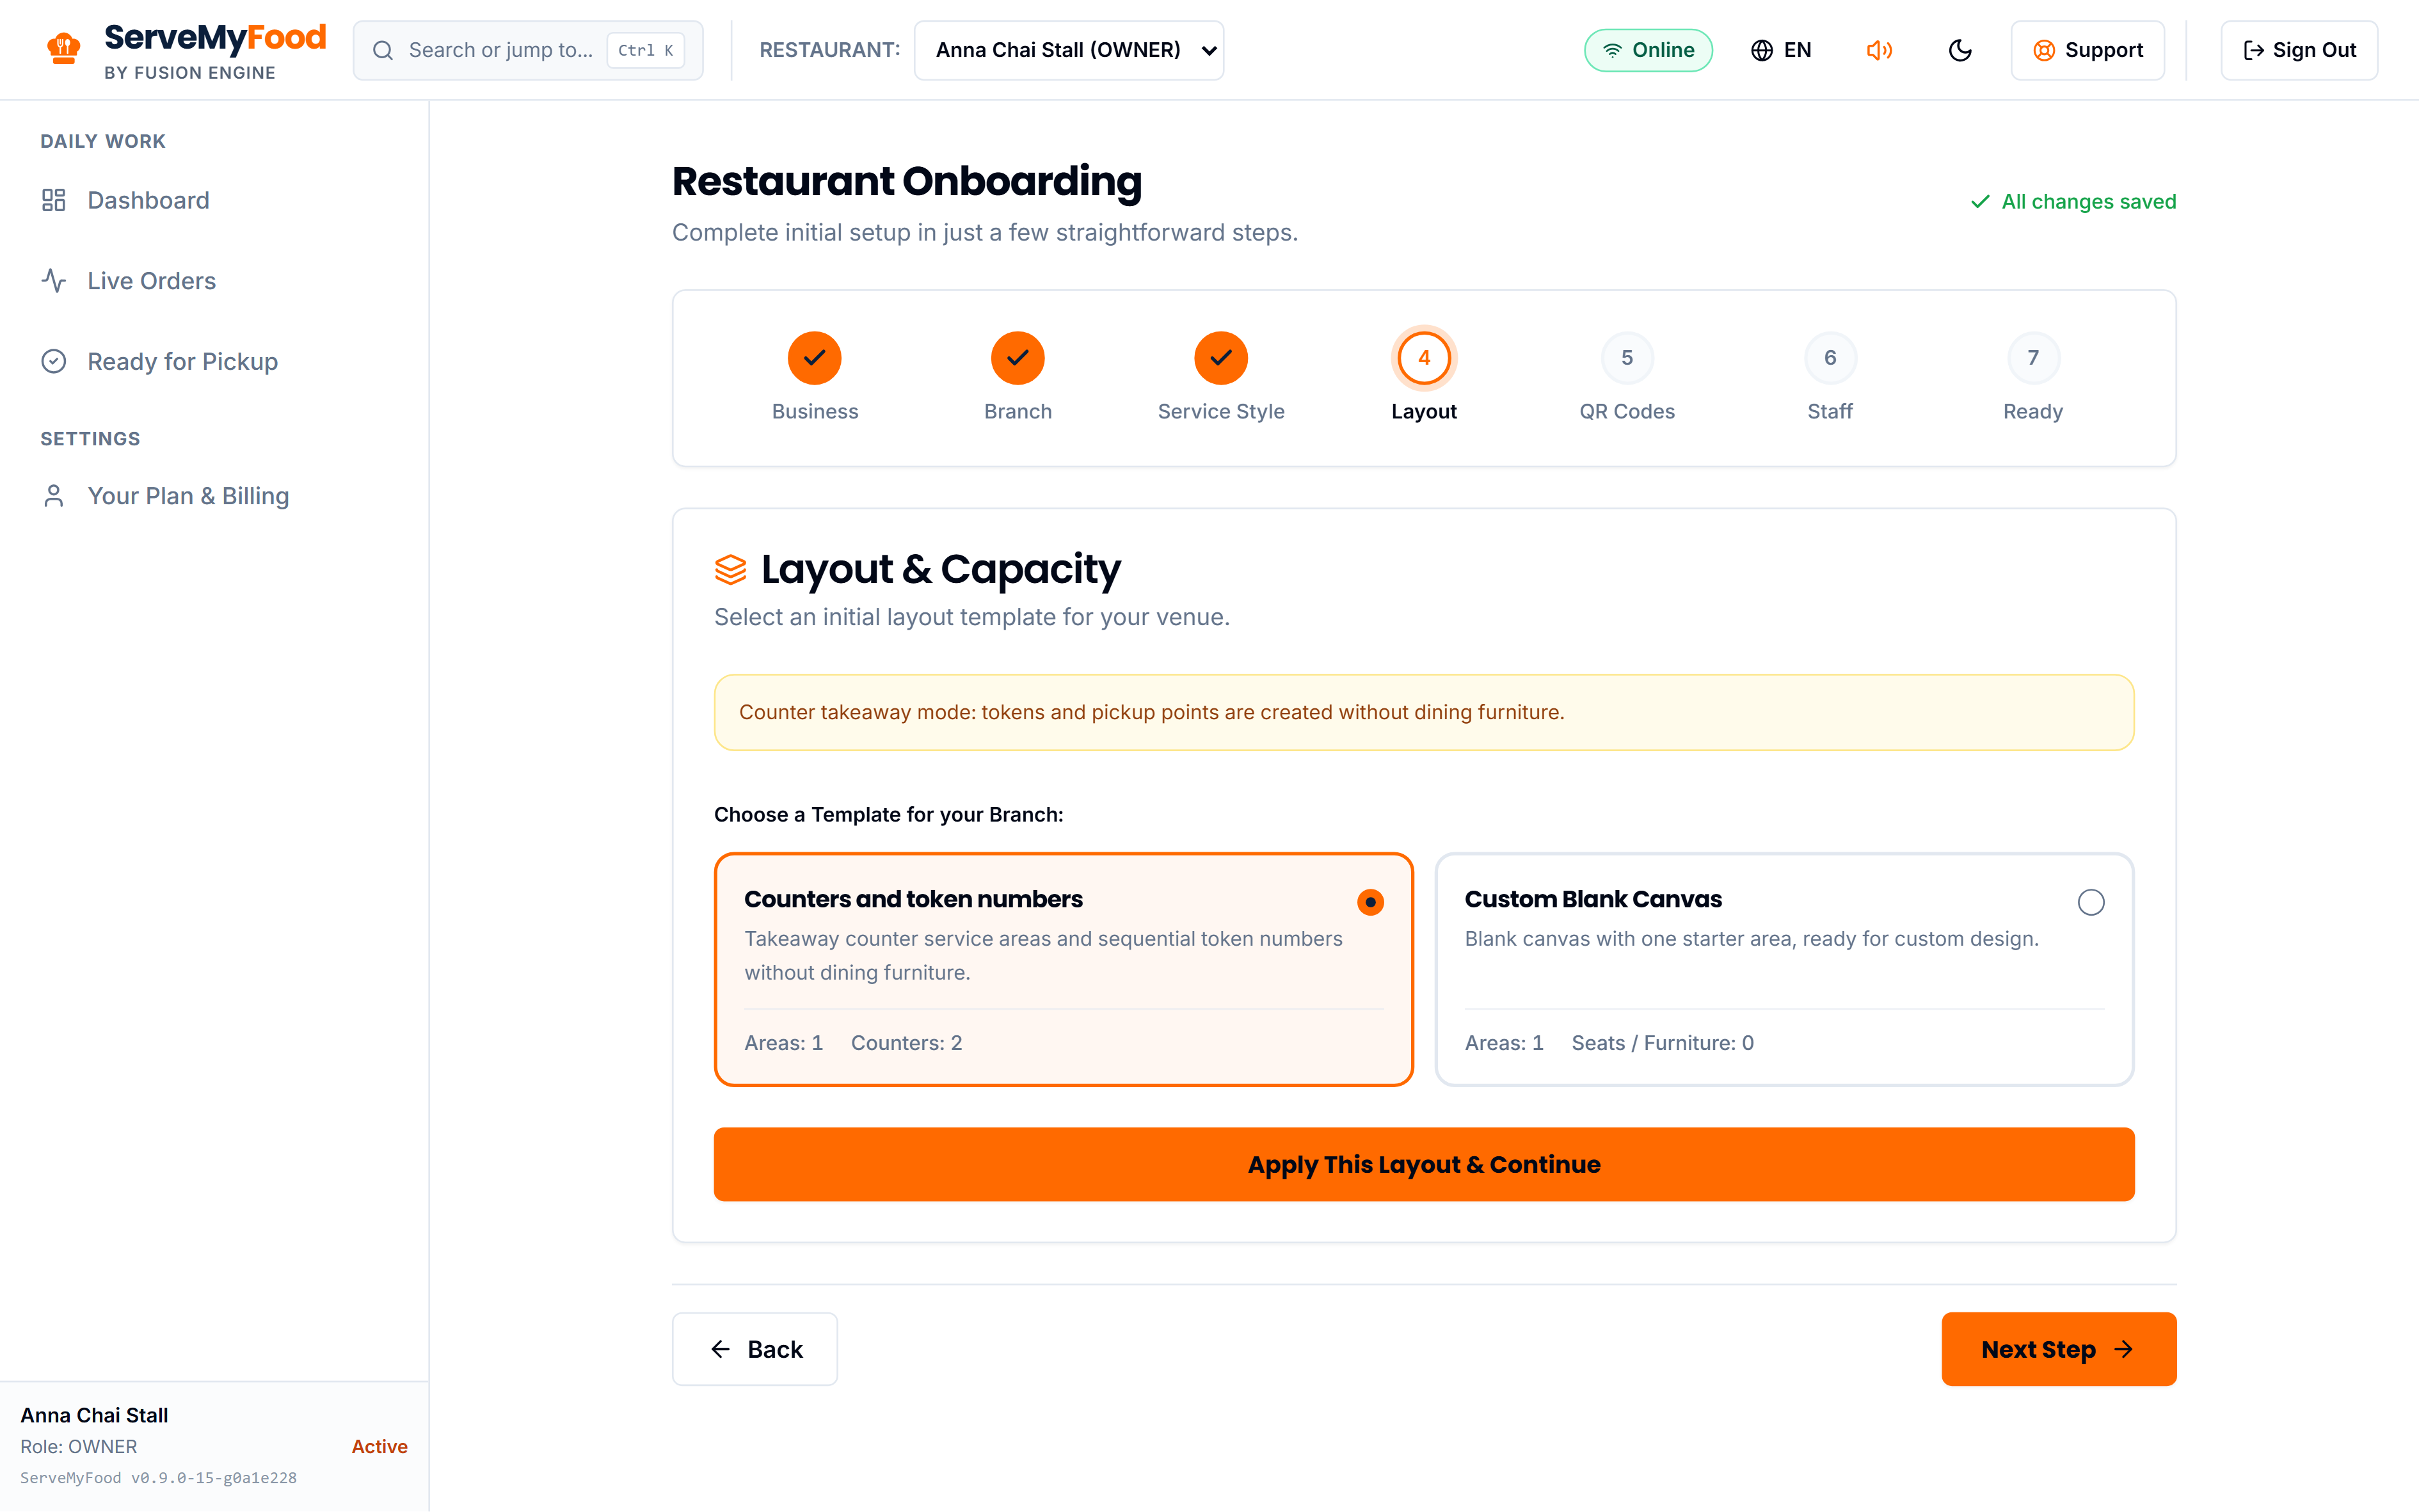 ServeMyFood
BY FUSION ENGINE
Search or jump to... Ctrl K
RESTAURANT: Anna Chai Stall (OWNER)
Online
EN
Support
Sign Out
DAILY WORK
Dashboard
Live Orders
Ready for Pickup
SETTINGS
Your Plan & Billing
Restaurant Onboarding
Complete initial setup in just a few straightforward steps.
All changes saved
4 5 6 7
Business Branch Service Style Layout QR Codes Staff Ready
Layout & Capacity
Select an initial layout template for your venue.
Counter takeaway mode: tokens and pickup points are created without dining furniture.
Choose a Template for your Branch:
Counters and token numbers
Takeaway counter service areas and sequential token numbers
without dining furniture.
Areas: 1 Counters: 2
Custom Blank Canvas
Blank canvas with one starter area, ready for custom design.
Areas: 1 Seats / Furniture: 0
Apply This Layout & Continue
Back
Next Step
Anna Chai Stall
Role: OWNER Active
ServeMyFood v0.9.0-15-g0a1e228